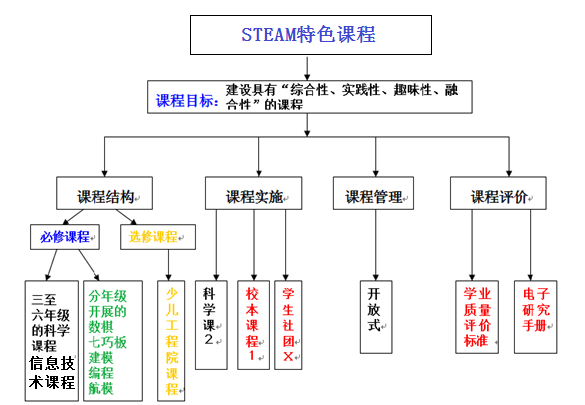 STEAM特色课程
课程目标：
建设具有“综合性、实践性、趣味性、融
合性”的课程
课程结构
课程实施
课程管理
课程评价
必修课程
选修课程
三至
六年级
的科学
课程
信息技
术课程
分年级
开展的
数模
七巧板
建模
编程
航模
少儿工程院课程
科学课2
校本课程1
学生社团X
开放式
学业
质量
评价
标准
电子
研究
手册